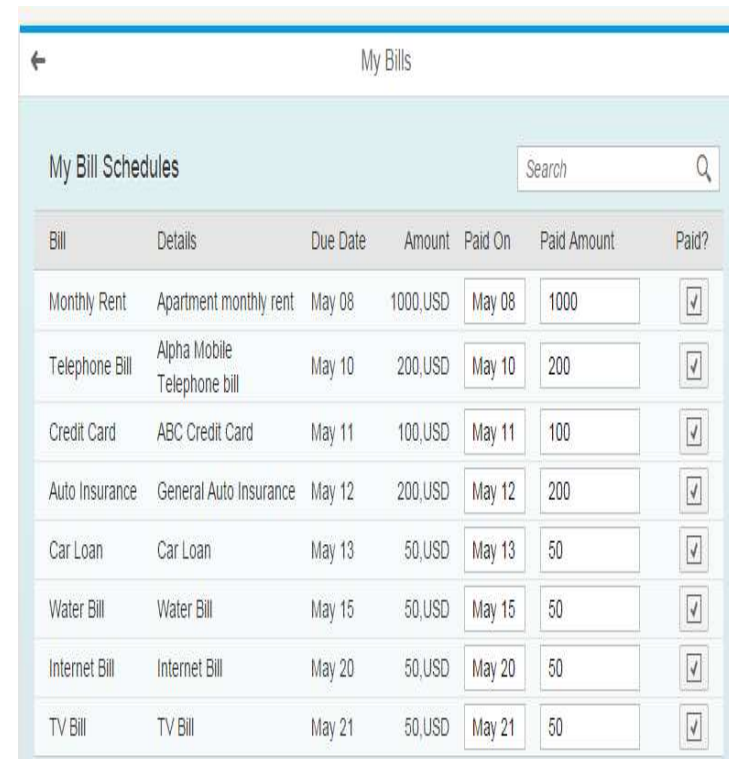 My Bills
My Bill Schedules
Search
Bill Details Due Date Amount Paid On Paid Amount Paid?
Monthly Rent Apartment monthly rent May 08 1000,USD May 08 1000
Telephone Bill Alpha Mobile Telephone bill May 10 200,USD May 10 200
Credit Card ABC Credit Card May 11 100,USD May 11 100
Auto Insurance General Auto Insurance May 12 200,USD May 12 200
Car Loan Car Loan May 13 50,USD May 13 50
Water Bill Water Bill May 15 50,USD May 15 50
Internet Bill Internet Bill May 20 50,USD May 20 50
TV Bill TV Bill May 21 50,USD May 21 50